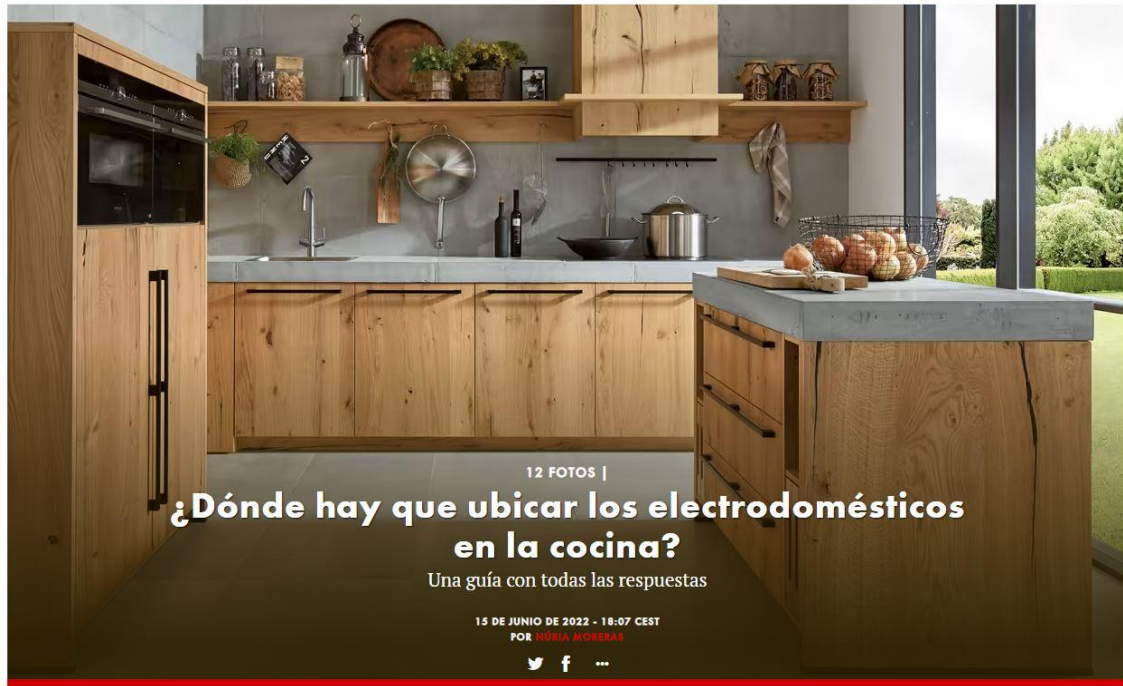 12 FOTOS |
¿Dónde hay que ubicar los electrodomésticos
en la cocina?
Una guía con todas las respuestas
15 DE JUNIO DE 2022 - 18:07 CEST
POR NÚRIA MORERAS